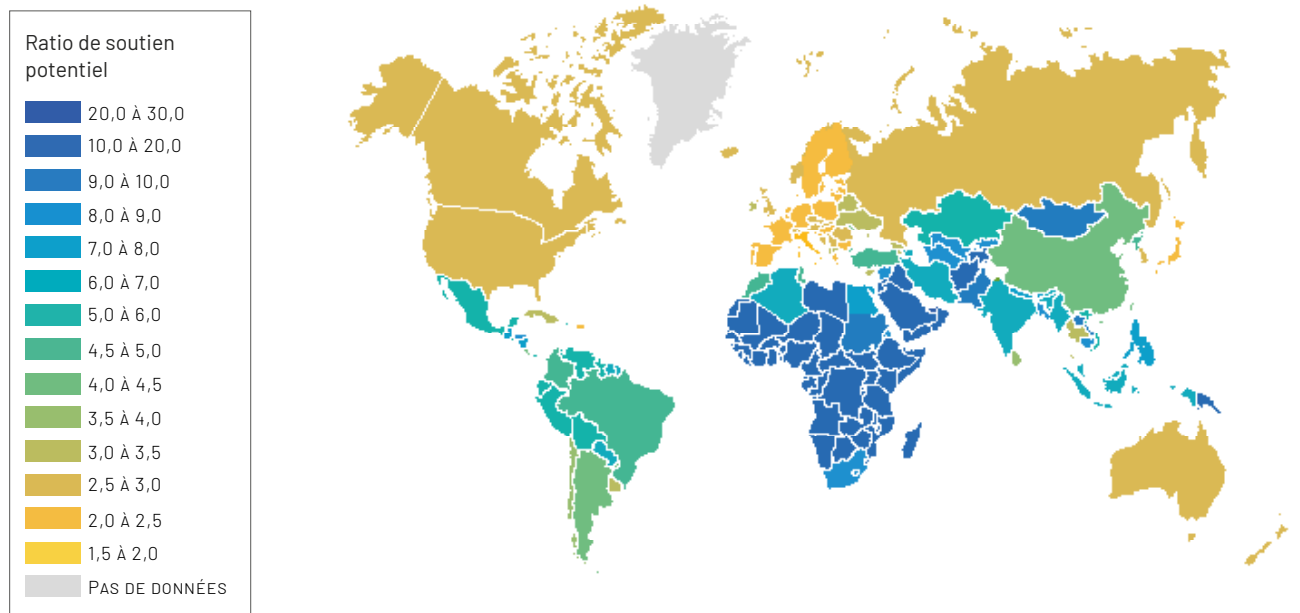 Ratio de soutien
potentiel
20,0 À 30,0
10,0 À 20,0
9,0 À 10,0
8,0 À 9,0
7,0 À 8,0
6,0 À 7,0
5,0 À 6,0
4,5 À 5,0
4,0 À 4,5
3,5 À 4,0
3,0 À 3,5
2,5 À 3,0
2,0 À 2,5
1,5 À 2,0
PAS DE DONNÉES